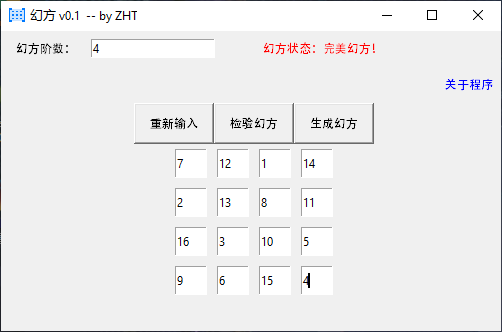 幻方 v0.1 -- by ZHT
幻方阶数： 4 幻方状态：完美幻方！
关于程序
重新输入 检验幻方 生成幻方
7 12 1 14
2 13 8 11
16 3 10 5
9 6 15 4